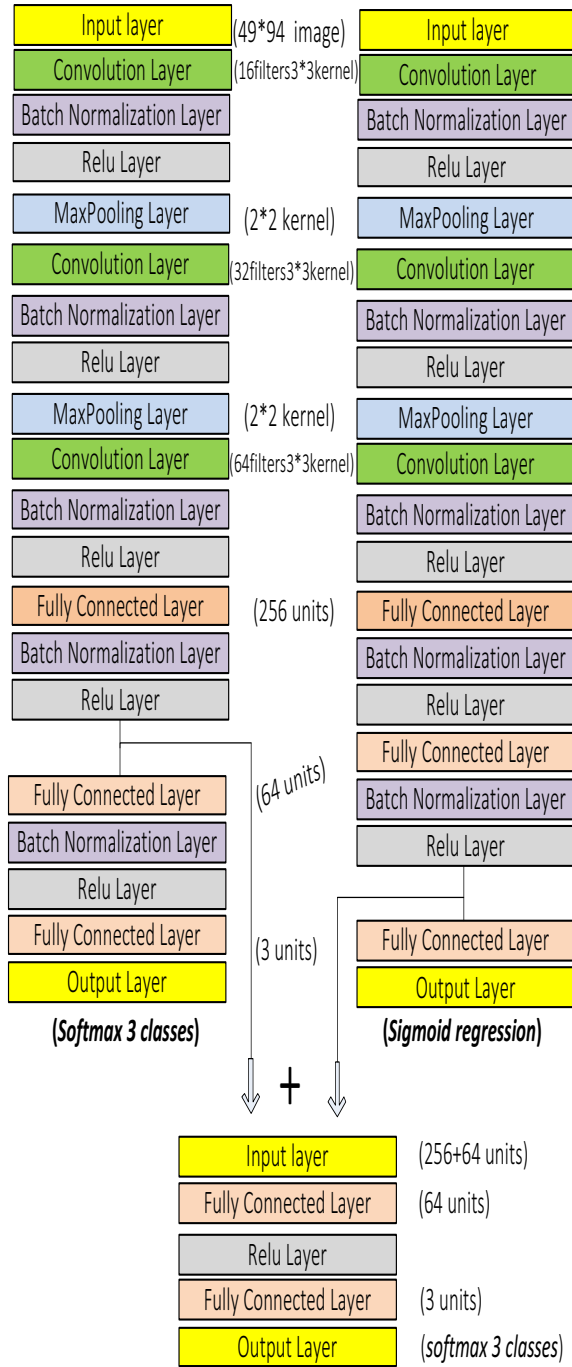 Input layer (49*94 image) Input layer
Convolution Layer (16filters3*3kernel) Convolution Layer
Batch Normalization Layer Batch Normalization Layer
Relu Layer Relu Layer
MaxPooling Layer (2*2 kernel) MaxPooling Layer
Convolution Layer (32filters3*3kernel) Convolution Layer
Batch Normalization Layer Batch Normalization Layer
Relu Layer Relu Layer
MaxPooling Layer (2*2 kernel) MaxPooling Layer
Convolution Layer (64filters3*3kernel) Convolution Layer
Batch Normalization Layer Batch Normalization Layer
Relu Layer Relu Layer
Fully Connected Layer (256 units) Fully Connected Layer
Batch Normalization Layer Batch Normalization Layer
Relu Layer Relu Layer
Fully Connected Layer (64 units) Fully Connected Layer
Batch Normalization Layer Batch Normalization Layer
Relu Layer Relu Layer
Fully Connected Layer (3 units) Fully Connected Layer
Output Layer Output Layer
(Softmax 3 classes) (Sigmoid regression)
+
Input layer (256+64 units)
Fully Connected Layer (64 units)
Relu Layer
Fully Connected Layer (3 units)
Output Layer (softmax 3 classes)